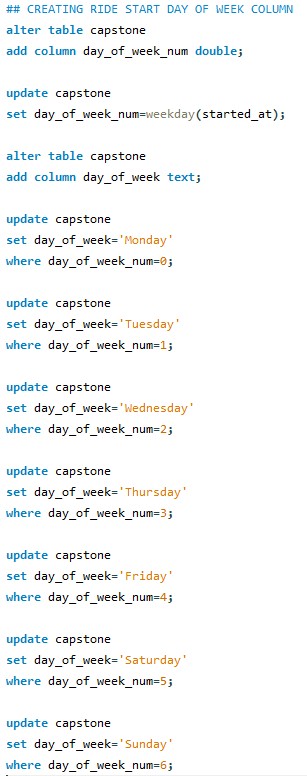 ## CREATING RIDE START DAY OF WEEK COLUMN
alter table capstone
add column day_of_week_num double;
update capstone
set day_of_week_num=weekday(started_at);
alter table capstone
add column day_of_week text;
update capstone
set day_of_week='Monday'
where day_of_week_num=0;
update capstone
set day_of_week='Tuesday'
where day_of_week_num=1;
update capstone
set day_of_week='Wednesday'
where day_of_week_num=2;
update capstone
set day_of_week='Thursday'
where day_of_week_num=3;
update capstone
set day_of_week='Friday'
where day_of_week_num=4;
update capstone
set day_of_week='Saturday'
where day_of_week_num=5;
update capstone
set day_of_week='Sunday'
where day_of_week_num=6;